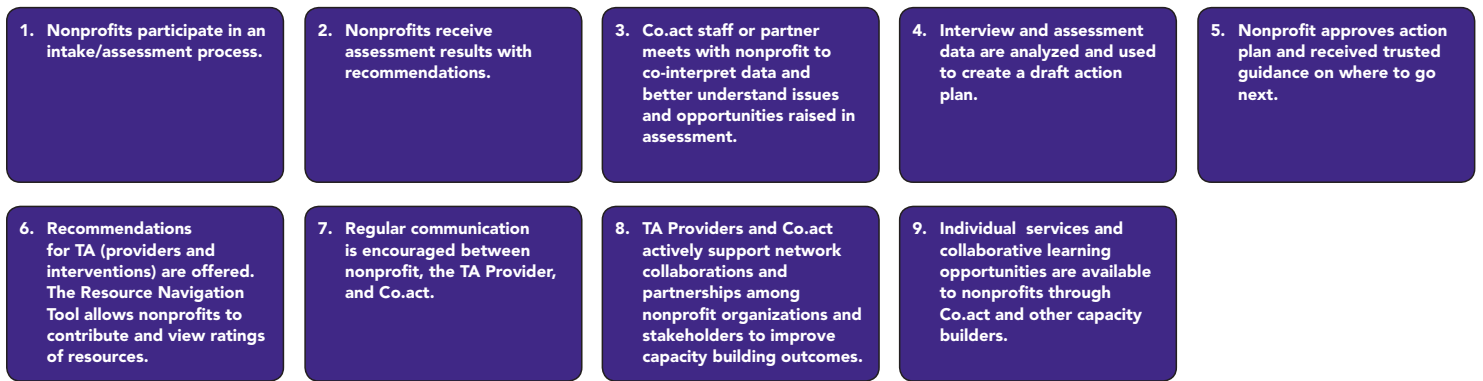 1. Nonprofits participate in an
intake/assessment process.
2. Nonprofits receive
assessment results with
recommendations.
3. Co.act staff or partner
meets with nonprofit to
co-interpret data and
better understand issues
and opportunities raised in
assessment.
4. Interview and assessment
data are analyzed and used
to create a draft action
plan.
5. Nonprofit approves action
plan and received trusted
guidance on where to go
next.
6. Recommendations
for TA (providers and
interventions) are offered.
The Resource Navigation
Tool allows nonprofits to
contribute and view ratings
of resources.
7. Regular communication
is encouraged between
nonprofit, the TA Provider,
and Co.act.
8. TA Providers and Co.act
actively support network
collaborations and
partnerships among
nonprofit organizations and
stakeholders to improve
capacity building outcomes.
9. Individual services and
collaborative learning
opportunities are available
to nonprofits through
Co.act and other capacity
builders.